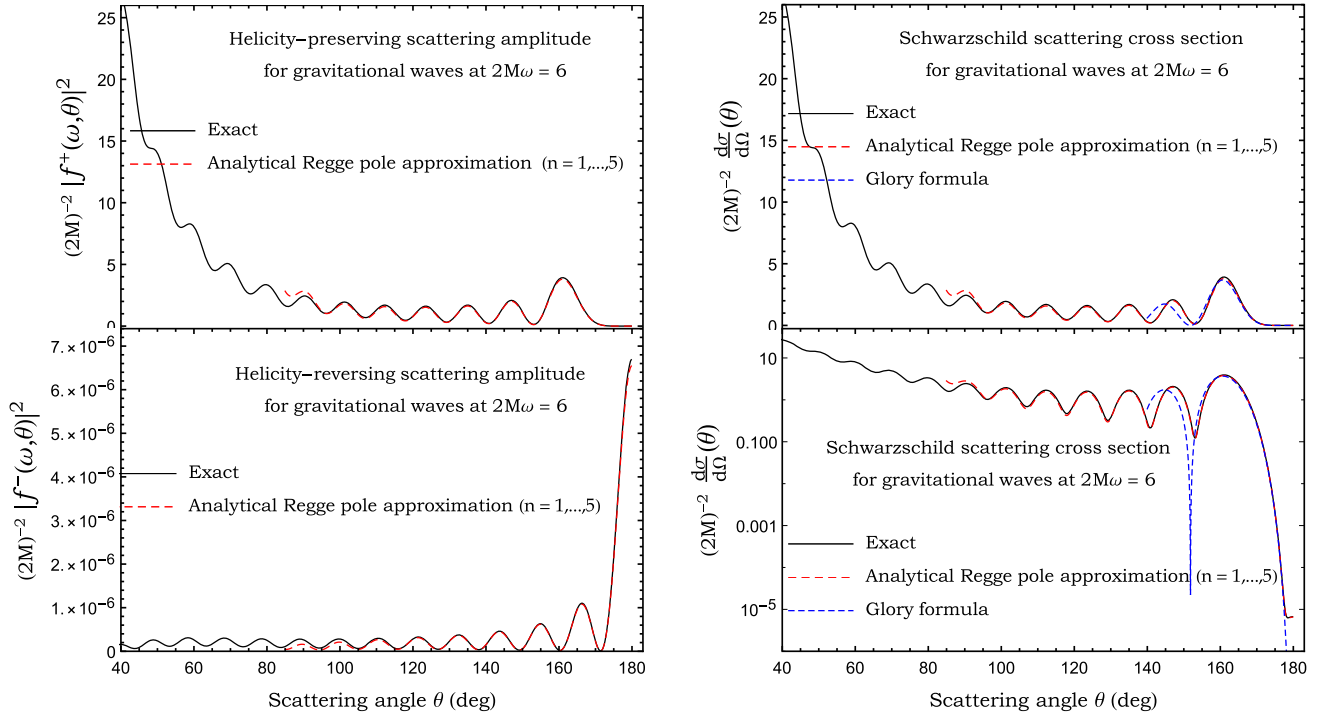 25
20
15
10
5
0
(2M)⁻² |f⁺(ω,θ)|²
Helicity−preserving scattering amplitude
for gravitational waves at 2Mω = 6
Exact
Analytical Regge pole approximation (n = 1,...,5)
7.×10⁻⁶
6.×10⁻⁶
5.×10⁻⁶
4.×10⁻⁶
3.×10⁻⁶
2.×10⁻⁶
1.×10⁻⁶
0
(2M)⁻² |f⁻(ω,θ)|²
Helicity−reversing scattering amplitude
for gravitational waves at 2Mω = 6
Exact
Analytical Regge pole approximation (n = 1,...,5)
40 60 80 100 120 140 160 180
Scattering angle θ (deg)
25
20
15
10
5
0
(2M)⁻² dσ/dΩ(θ)
Schwarzschild scattering cross section
for gravitational waves at 2Mω = 6
Exact
Analytical Regge pole approximation (n = 1,...,5)
Glory formula
10
0.100
0.001
10⁻⁵
(2M)⁻² dσ/dΩ(θ)
Schwarzschild scattering cross section
for gravitational waves at 2Mω = 6
Exact
Analytical Regge pole approximation (n = 1,...,5)
Glory formula
40 60 80 100 120 140 160 180
Scattering angle θ (deg)